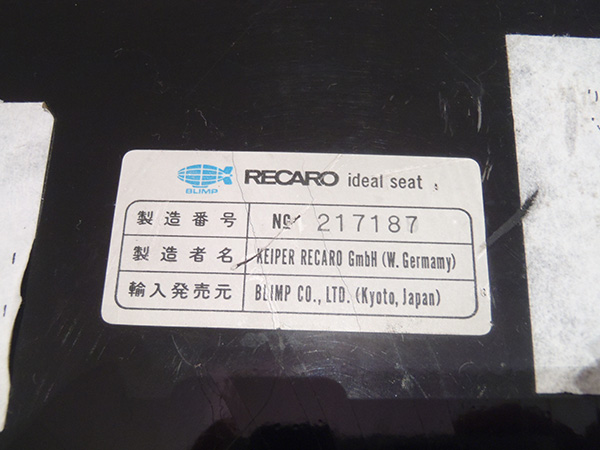 BLIMP
RECARO ideal seat
製造番号 № 217187
製造者名 KEIPER RECARO GmbH (W. Germamy)
輸入発売元 BLIMP CO., LTD. (Kyoto, Japan)